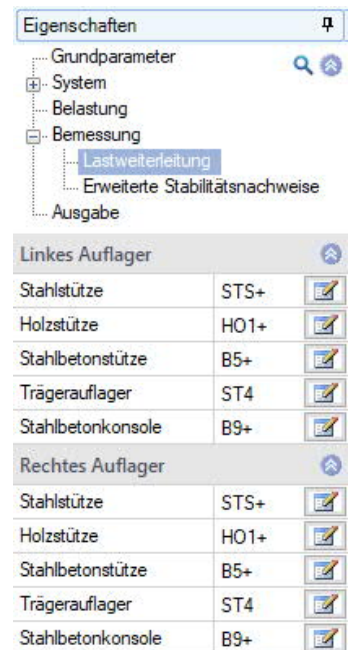 Eigenschaften
Grundparameter
System
Belastung
Bemessung
Lastweiterleitung
Erweiterte Stabilitätsnachweise
Ausgabe
Linkes Auflager
Stahlstütze STS+
Holzstütze HO1+
Stahlbetonstütze B5+
Trägerauflager ST4
Stahlbetonkonsole B9+
Rechtes Auflager
Stahlstütze STS+
Holzstütze HO1+
Stahlbetonstütze B5+
Trägerauflager ST4
Stahlbetonkonsole B9+